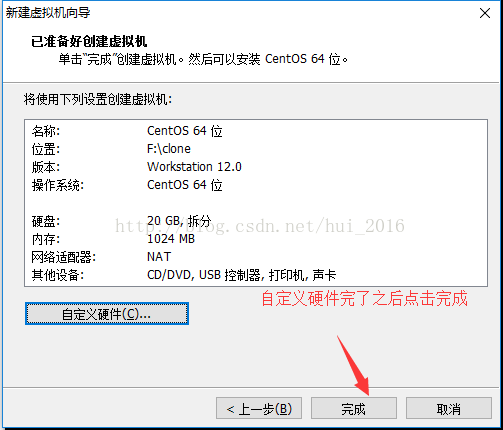 新建虚拟机向导
已准备好创建虚拟机
单击“完成”创建虚拟机。然后可以安装 CentOS 64 位。
将使用下列设置创建虚拟机:
名称: CentOS 64 位
位置: F:\clone
版本: Workstation 12.0
操作系统: CentOS 64 位
硬盘: 20 GB, 拆分
内存: 1024 MB
网络适配器: NAT
其他设备: CD/DVD, USB 控制器, 打印机, 声卡
http://blog.csdn.net/hui_2016
自定义硬件(C)...
自定义硬件完了之后点击完成
< 上一步(B) 完成 取消